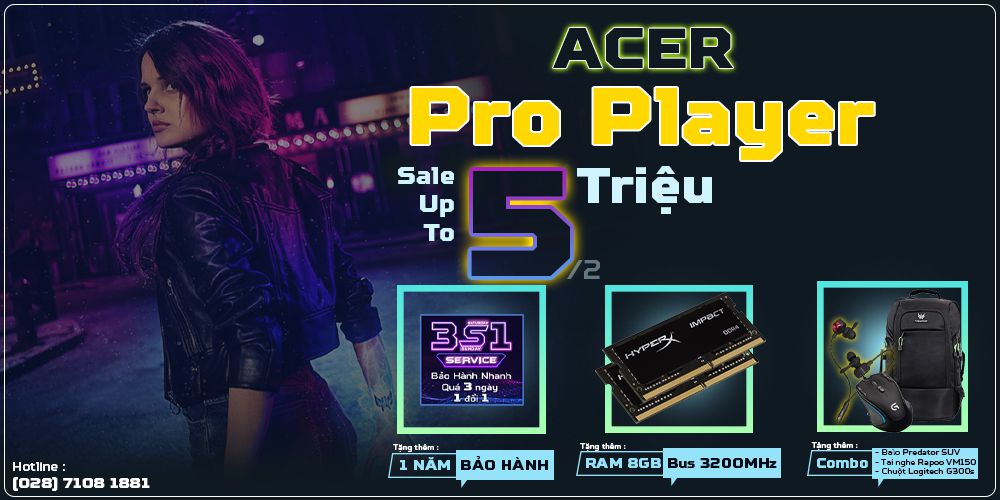 ACER
Pro Player
Sale
Up
To
5
Triệu
/2
3S1
SATURDAY
SUNDAY
SERVICE
Bảo Hành Nhanh
Quá 3 ngày
1 đổi 1
HYPERX
IMPACT
DDR4
G
Tặng thêm :
1 NĂM BẢO HÀNH
Tặng thêm :
RAM 8GB Bus 3200MHz
Tặng thêm :
Combo
- Balo Predator SUV
- Tai nghe Rapoo VM150
- Chuột Logitech G300s
Hotline :
(028) 7108 1881